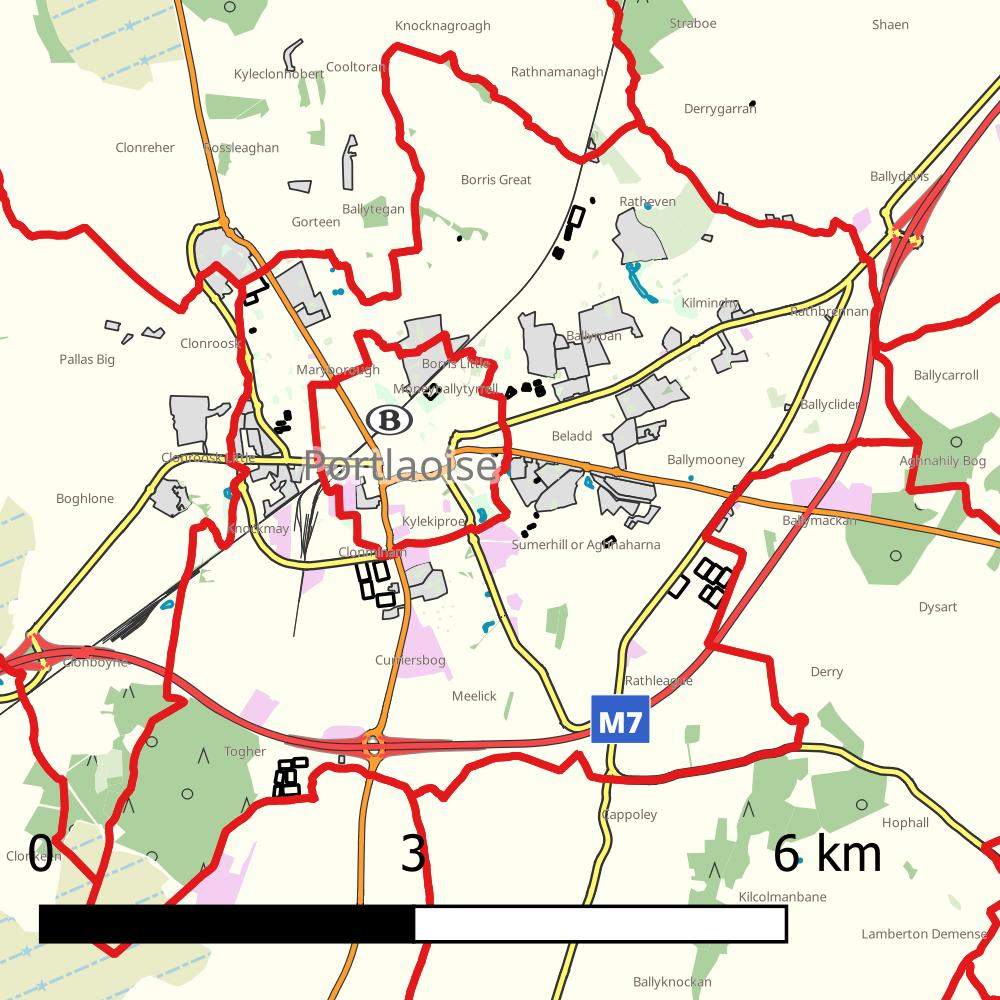 Knocknagroagh
Straboe
Shaen
Kyleclonhobert
Cooltoran
Rathnamanagh
Derrygarran
Clonreher
Rossleaghan
Ballydavis
Borris Great
Ratheven
Ballytegan
Gorteen
Kilminchy
Rathbrennan
Ballyroan
Clonroosk
Pallas Big
Maryborough
Borris Little
Moneyballytyrrell
Ballycarroll
Ballyclider
B
Beladd
Clonroosk Little
Portlaoise
Ballymooney
Aghnahily Bog
Boghlone
Knockmay
Kylekiproe
Ballymackan
Clonminam
Sumerhill or Aghnaharna
Dysart
Clonboyne
Curriersbog
Meelick
Rathleague
Derry
M7
Togher
Cappoley
Hophall
Clonkeen
0 3 6 km
Kilcolmanbane
Lamberton Demense
Ballyknockan